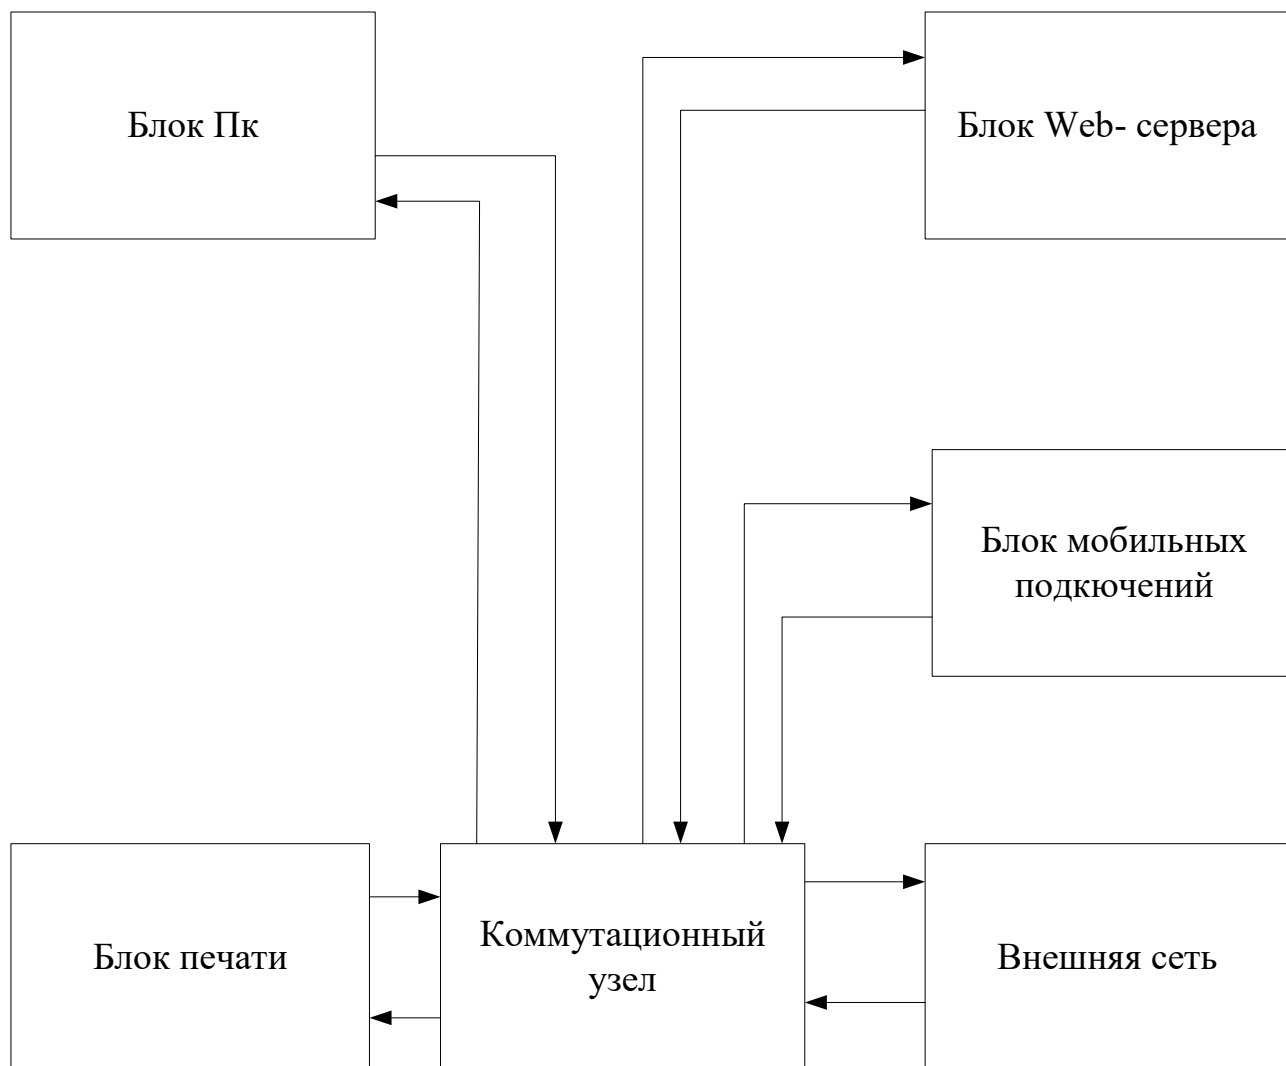 Блок Пк
Блок Web- сервера
Блок мобильных
подкючений
Блок печати
Коммутационный
узел
Внешняя сеть